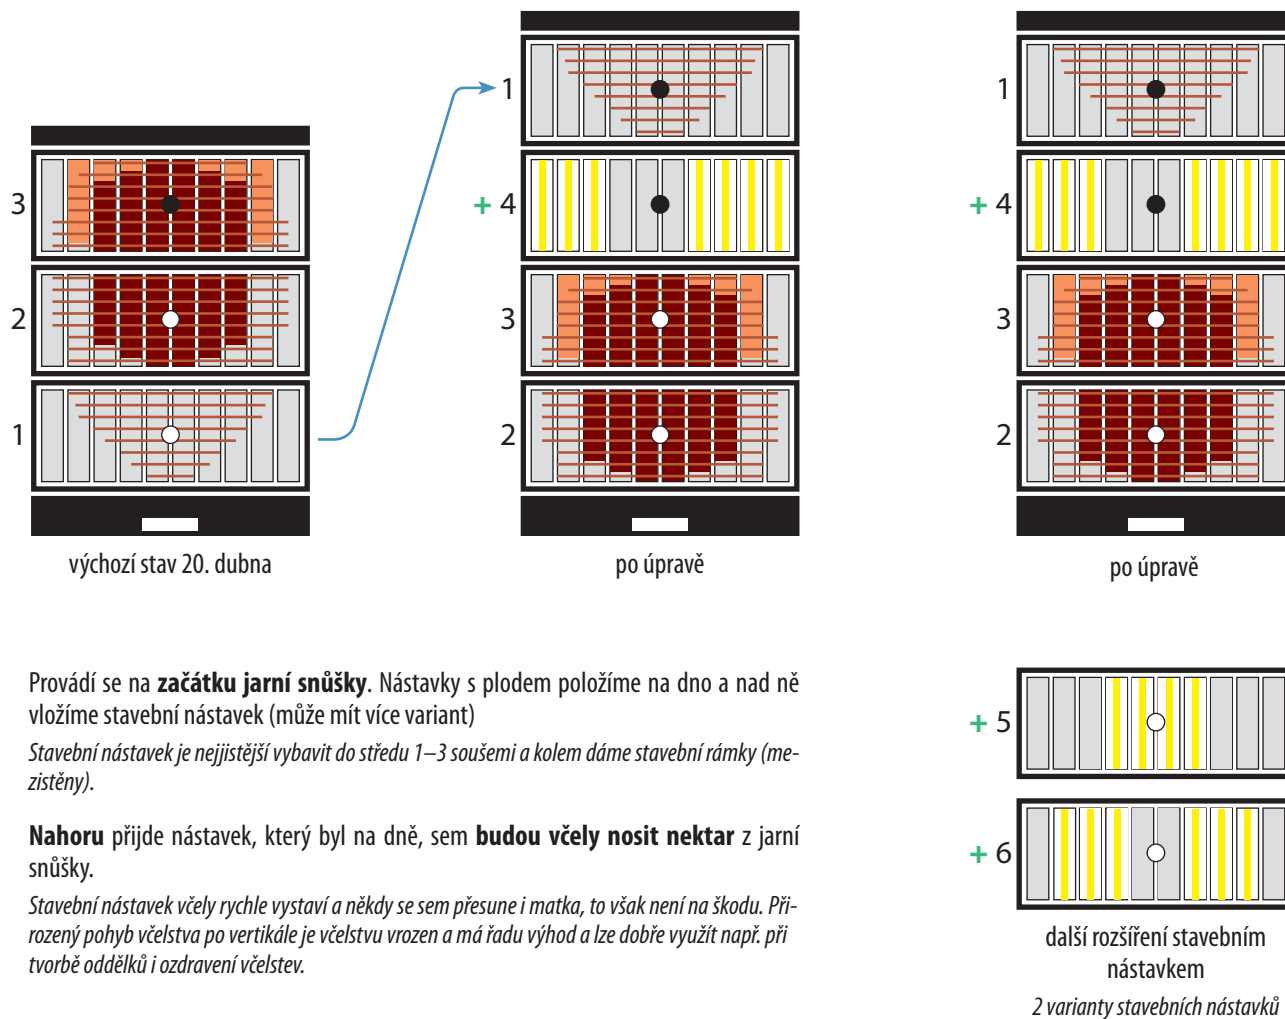 1
1
3
+ 4
+ 4
2
3
3
1
2
2
výchozí stav 20. dubna
po úpravě
po úpravě
Provádí se na začátku jarní snůšky. Nástavky s plodem položíme na dno a nad ně
vložíme stavební nástavek (může mít více variant)
Stavební nástavek je nejjistější vybavit do středu 1–3 soušemi a kolem dáme stavební rámky (me-
zistěny).
Nahoru přijde nástavek, který byl na dně, sem budou včely nosit nektar z jarní
snůšky.
Stavební nástavek včely rychle vystaví a někdy se sem přesune i matka, to však není na škodu. Při-
rozený pohyb včelstva po vertikále je včelstvu vrozen a má řadu výhod a lze dobře využít např. při
tvorbě oddělků i ozdravení včelstev.
+ 5
+ 6
další rozšíření stavebním
nástavkem
2 varianty stavebních nástavků